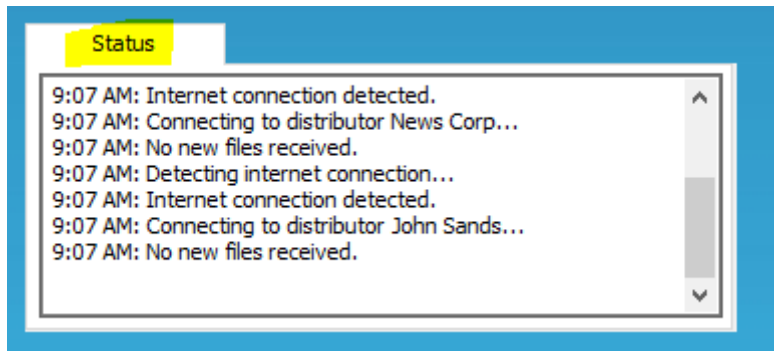 Status
9:07 AM: Internet connection detected.
9:07 AM: Connecting to distributor News Corp...
9:07 AM: No new files received.
9:07 AM: Detecting internet connection...
9:07 AM: Internet connection detected.
9:07 AM: Connecting to distributor John Sands...
9:07 AM: No new files received.